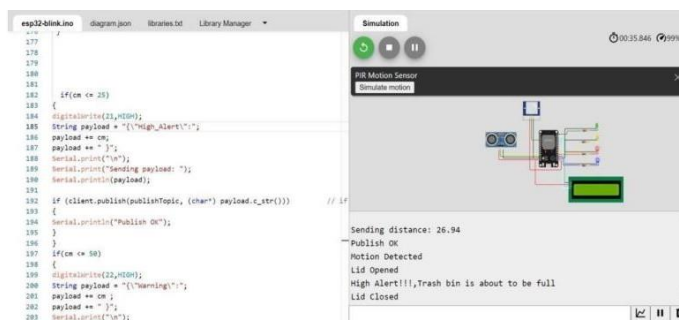 esp32-blink.ino diagram.json libraries.txt Library Manager
Simulation
00:35.846 99%
PIR Motion Sensor
Simulate motion
177
178
179
180
181
182 if(cm <= 25)
183 {
184 digitalWrite(21,HIGH);
185 String payload = "{\"High_Alert\":";
186 payload += cm;
187 payload += " }";
188 Serial.print("\n");
189 Serial.print("Sending payload: ");
190 Serial.println(payload);
191
192 if (client.publish(publishTopic, (char*) payload.c_str())) // if
193 {
194 Serial.println("Publish OK");
195 }
196 }
197 if(cm <= 50)
198 {
199 digitalWrite(22,HIGH);
200 String payload = "{\"Warning\":";
201 payload += cm ;
202 payload += " }";
203 Serial.print("\n");
Sending distance: 26.94
Publish OK
Motion Detected
Lid Opened
High Alert!!!,Trash bin is about to be full
Lid Closed